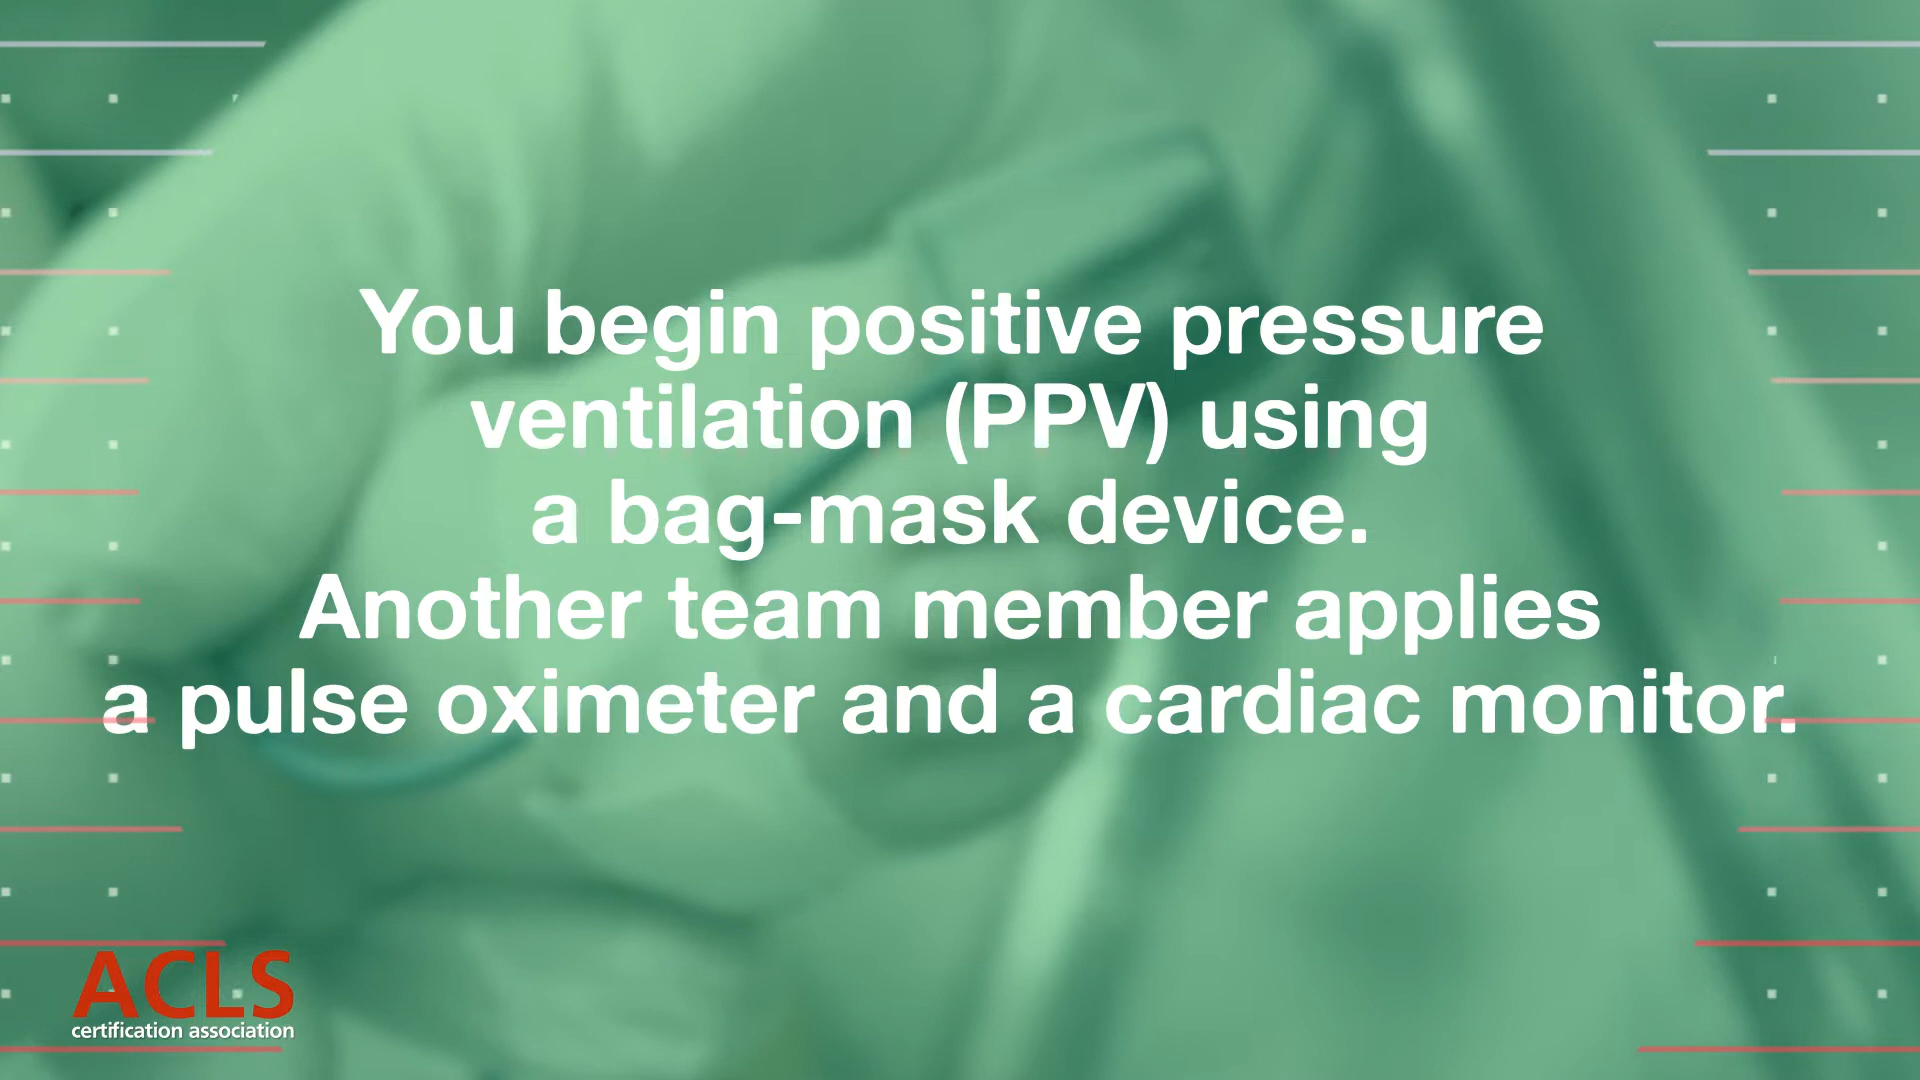 You begin positive pressure
ventilation (PPV) using
a bag-mask device.
Another team member applies
a pulse oximeter and a cardiac monitor.
ACLS
certification association